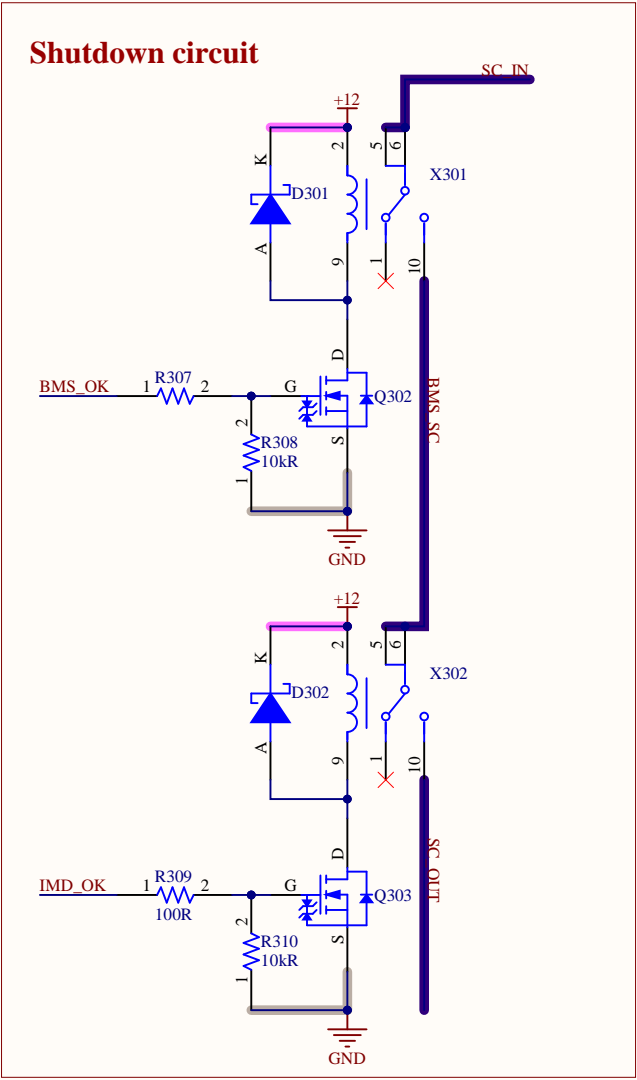 Shutdown circuit
SC_IN
+12
K
2
5
6
X301
D301
A
9
1
10
D
BMS_OK
1
R307
2
G
Q302
BMS_SC
2
R308
10kR
S
1
GND
+12
K
2
5
6
X302
D302
A
9
1
10
D
SC_OUT
IMD_OK
1
R309
2
100R
G
Q303
2
R310
10kR
S
1
GND